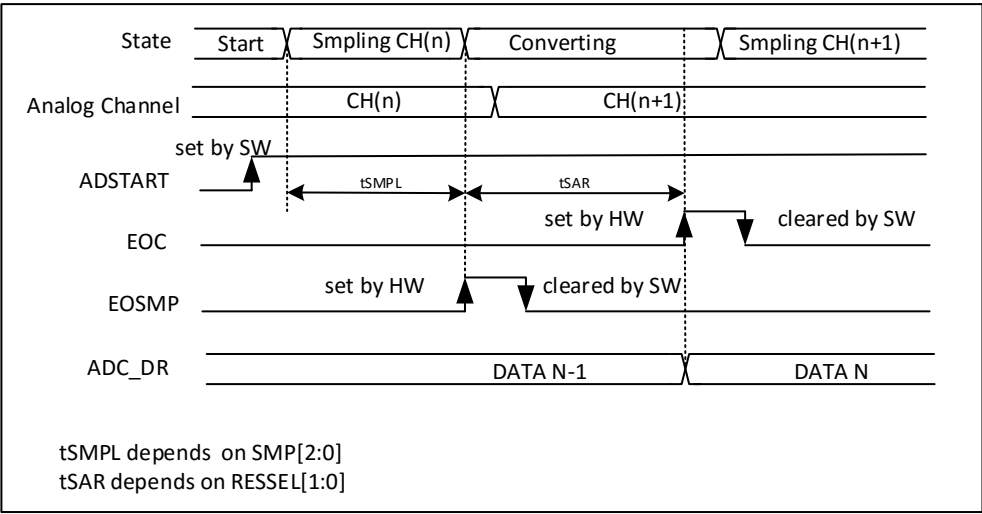 State Start Smpling CH(n) Converting Smpling CH(n+1)
Analog Channel CH(n) CH(n+1)
set by SW
ADSTART
tSMPL tSAR
set by HW cleared by SW
EOC
set by HW cleared by SW
EOSMP
ADC_DR DATA N-1 DATA N
tSMPL depends on SMP[2:0]
tSAR depends on RESSEL[1:0]